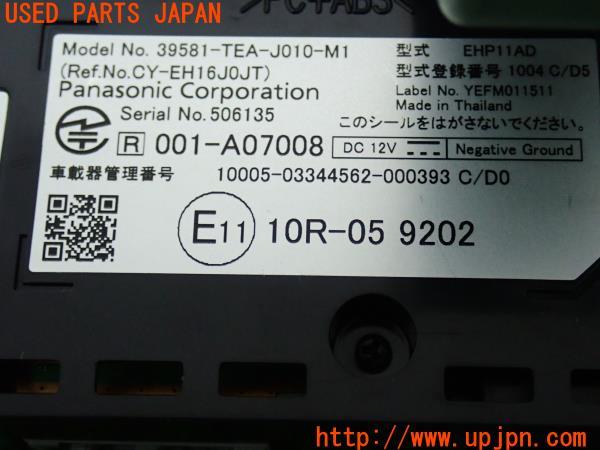 USED PARTS JAPAN
>PC+ABS<
Model No. 39581-TEA-J010-M1 型式 EHP11AD
(Ref.No.CY-EH16J0JT) 型式登録番号 1004 C/D5
Panasonic Corporation Label No. YEFM011511
Made in Thailand
Serial No.506135 このシールをはがさないでください。
R 001-A07008 DC 12V Negative Ground
車載器管理番号 10005-03344562-000393 C/D0
E11 10R-05 9202
UPJ
http://www.upjpn.com